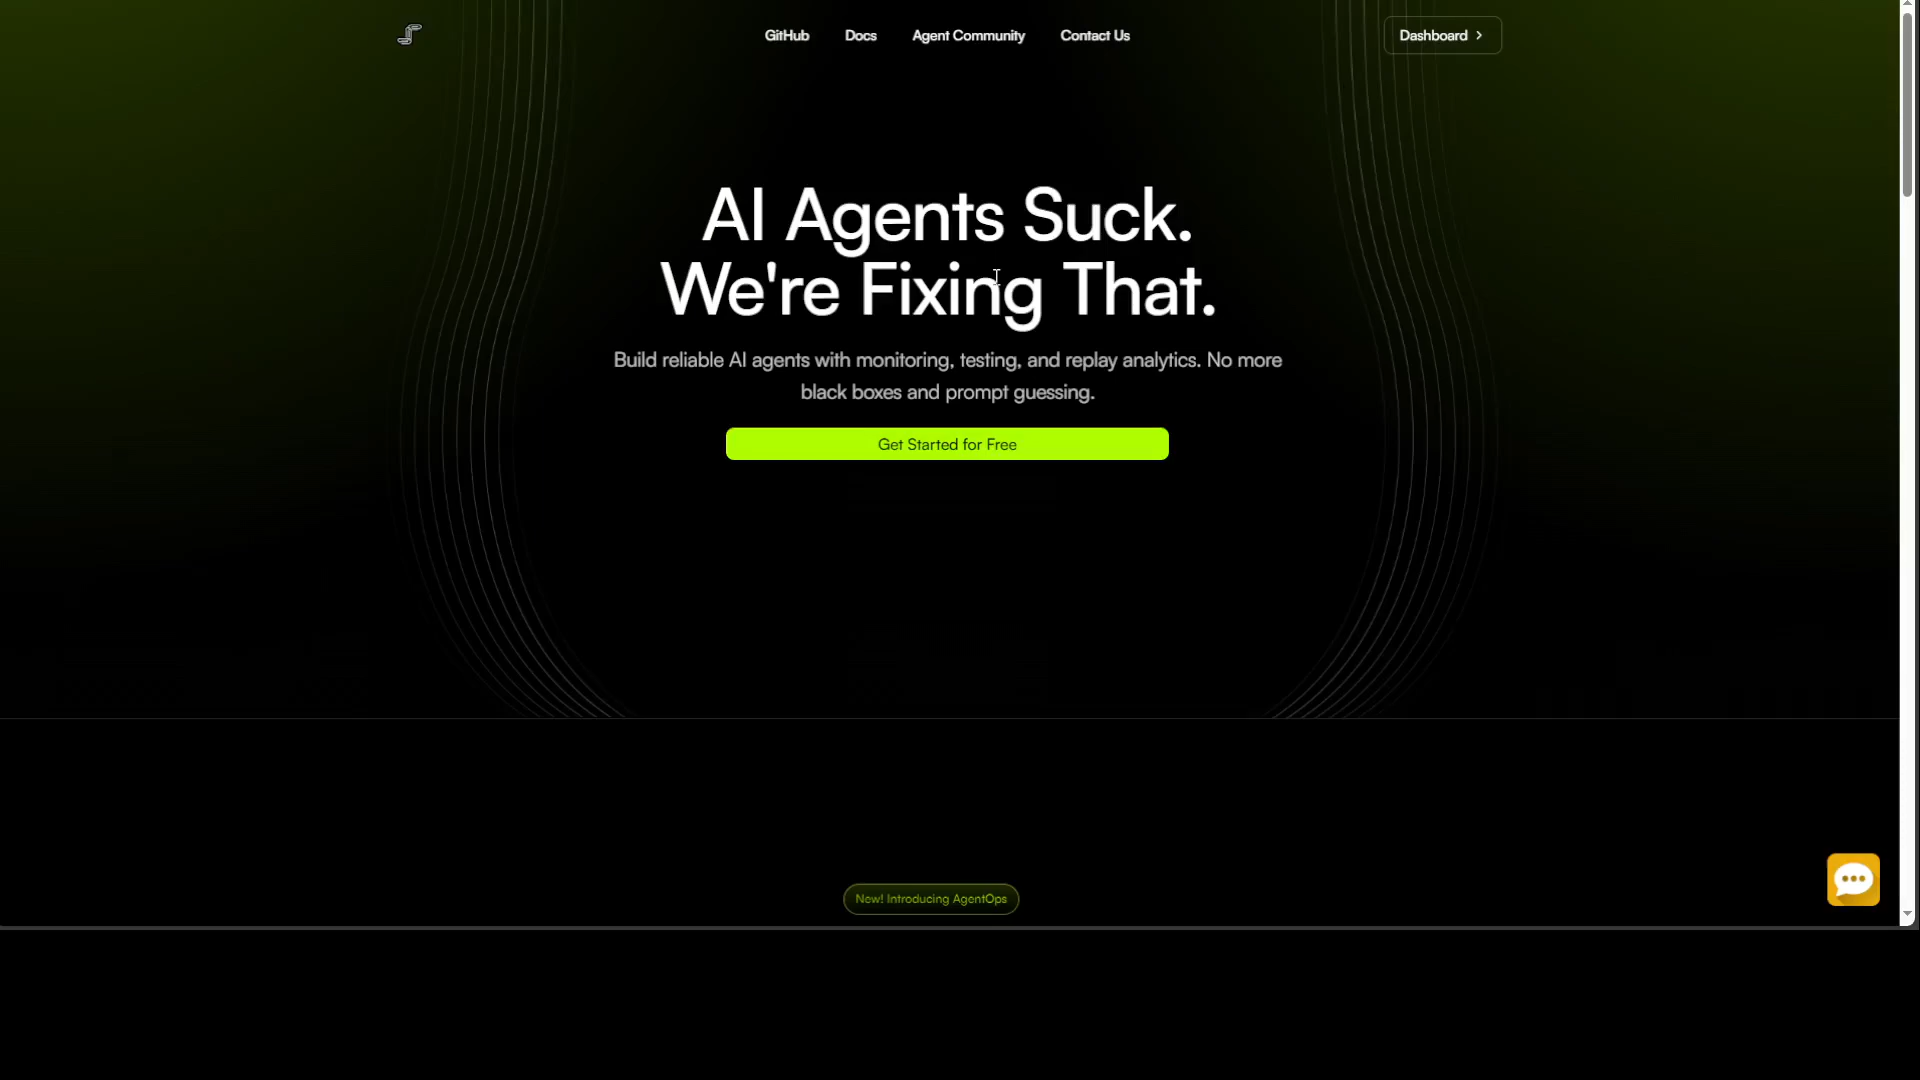 GitHub Docs Agent Community Contact Us Dashboard
AI Agents Suck.
We're Fixing That.
Build reliable AI agents with monitoring, testing, and replay analytics. No more
black boxes and prompt guessing.
Get Started for Free
New! Introducing AgentOps